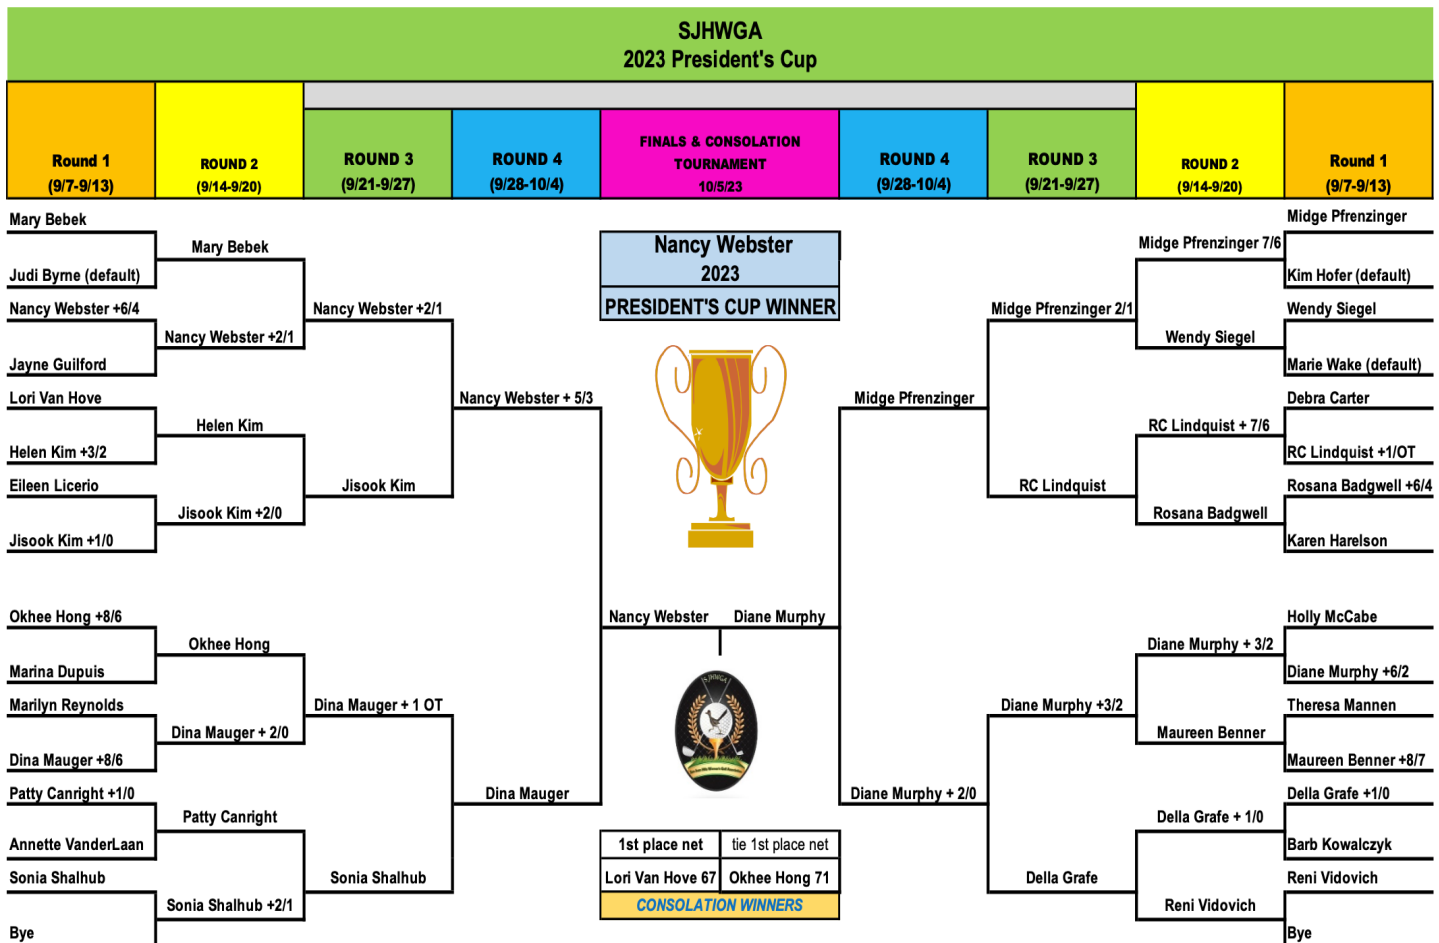 SJHWGA
2023 President's Cup
Round 1
(9/7-9/13)
ROUND 2
(9/14-9/20)
ROUND 3
(9/21-9/27)
ROUND 4
(9/28-10/4)
FINALS & CONSOLATION
TOURNAMENT
10/5/23
ROUND 4
(9/28-10/4)
ROUND 3
(9/21-9/27)
ROUND 2
(9/14-9/20)
Round 1
(9/7-9/13)
Mary Bebek
Judi Byrne (default)
Nancy Webster +6/4
Jayne Guilford
Lori Van Hove
Helen Kim +3/2
Eileen Licerio
Jisook Kim +1/0
Okhee Hong +8/6
Marina Dupuis
Marilyn Reynolds
Dina Mauger +8/6
Patty Canright +1/0
Annette VanderLaan
Sonia Shalhub
Bye
Mary Bebek
Nancy Webster +2/1
Helen Kim
Jisook Kim +2/0
Okhee Hong
Dina Mauger + 2/0
Patty Canright
Sonia Shalhub +2/1
Nancy Webster +2/1
Jisook Kim
Dina Mauger + 1 OT
Sonia Shalhub
Nancy Webster + 5/3
Dina Mauger
Nancy Webster
2023
PRESIDENT'S CUP WINNER
Nancy Webster
Diane Murphy
SJHWGA
1st place net
tie 1st place net
Lori Van Hove 67
Okhee Hong 71
CONSOLATION WINNERS
Midge Pfrenzinger
Diane Murphy + 2/0
Midge Pfrenzinger 2/1
RC Lindquist
Diane Murphy +3/2
Della Grafe
Midge Pfrenzinger 7/6
Wendy Siegel
RC Lindquist + 7/6
Rosana Badgwell
Diane Murphy + 3/2
Maureen Benner
Della Grafe + 1/0
Reni Vidovich
Midge Pfrenzinger
Kim Hofer (default)
Wendy Siegel
Marie Wake (default)
Debra Carter
RC Lindquist +1/OT
Rosana Badgwell +6/4
Karen Harelson
Holly McCabe
Diane Murphy +6/2
Theresa Mannen
Maureen Benner +8/7
Della Grafe +1/0
Barb Kowalczyk
Reni Vidovich
Bye